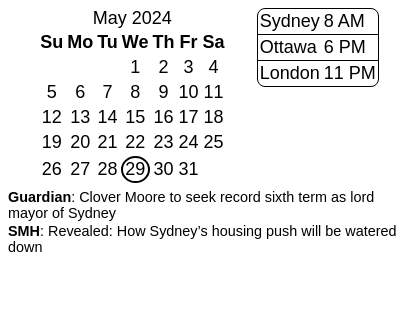 May 2024
Su Mo Tu We Th Fr Sa
1 2 3 4
5 6 7 8 9 10 11
12 13 14 15 16 17 18
19 20 21 22 23 24 25
26 27 28 29 30 31
Sydney 8 AM
Ottawa 6 PM
London 11 PM
Guardian: Clover Moore to seek record sixth term as lord
mayor of Sydney
SMH: Revealed: How Sydney’s housing push will be watered
down